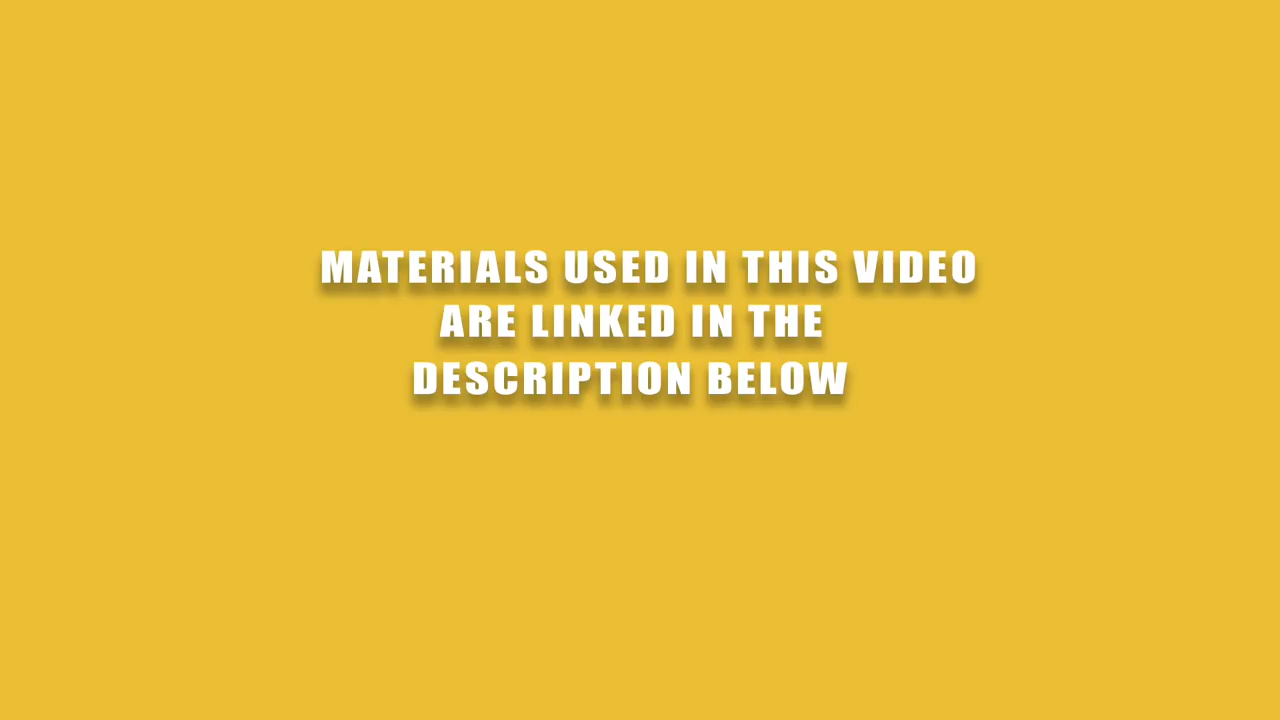 MATERIALS USED IN THIS VIDEO
ARE LINKED IN THE
DESCRIPTION BELOW